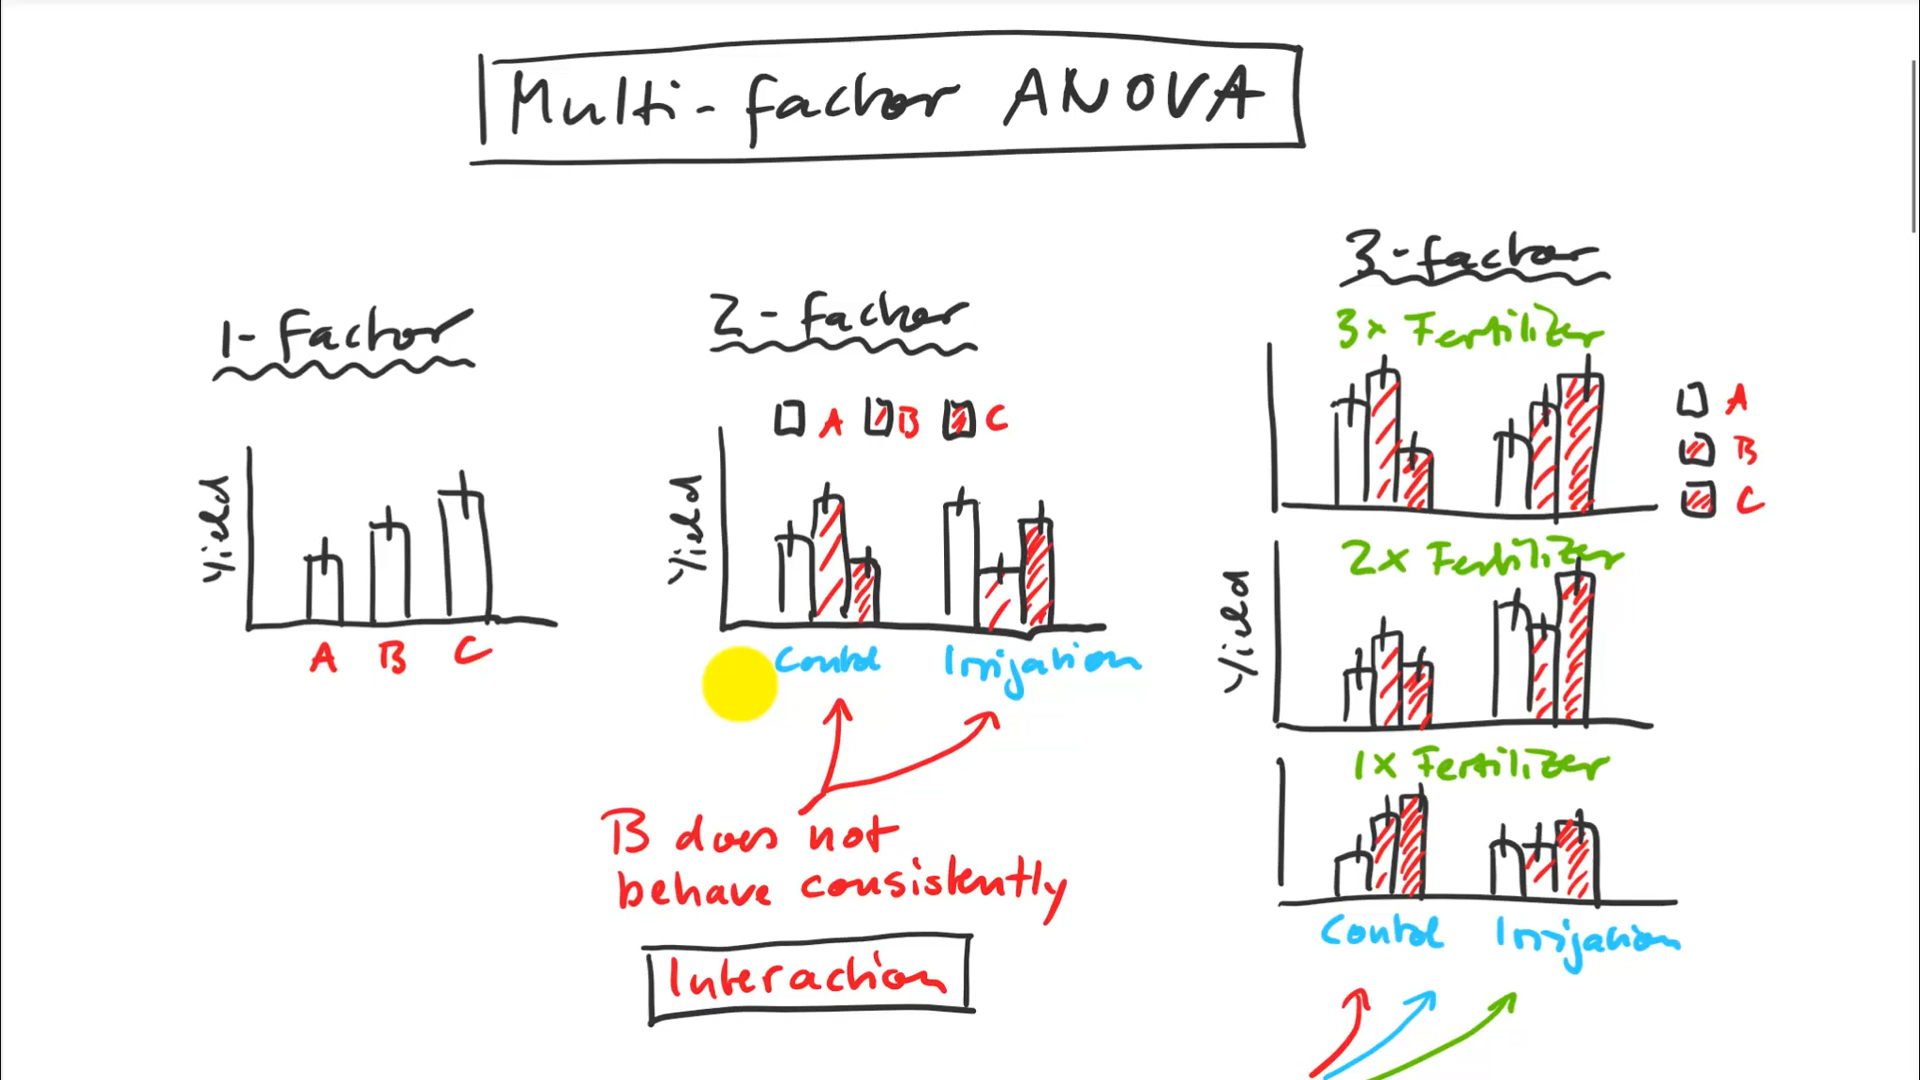 Multi-factor ANOVA
1-Factor
Yield
A B C
2-factor
A B C
Yield
Control Irrigation
B does not
behave consistently
Interaction
3-factor
3x Fertilizer
A
B
C
2x Fertilizer
Yield
1x Fertilizer
Control Irrigation